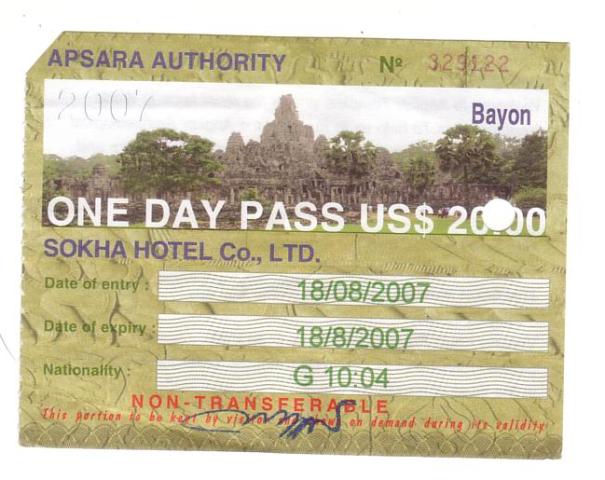 APSARA AUTHORITY Nº 329122
2007
Bayon
ONE DAY PASS US$ 20.00
SOKHA HOTEL Co., LTD.
Date of entry : 18/08/2007
Date of expiry : 18/8/2007
Nationality : G 10:04
NON-TRANSFERABLE
This portion to be kept by visitor and shown on demand during its validity